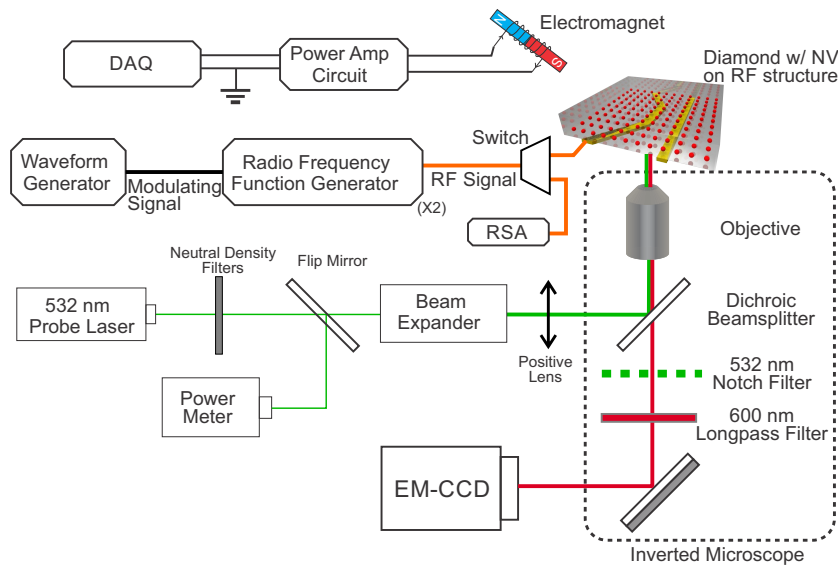 Electromagnet
N
S
DAQ
Power Amp
Circuit
Diamond w/ NV
on RF structure
Waveform
Generator
Modulating
Signal
Radio Frequency
Function Generator
(X2)
RF Signal
Switch
RSA
Objective
Neutral Density
Filters
Flip Mirror
532 nm
Probe Laser
Beam
Expander
Positive
Lens
Dichroic
Beamsplitter
532 nm
Notch Filter
Power
Meter
600 nm
Longpass Filter
EM-CCD
Inverted Microscope